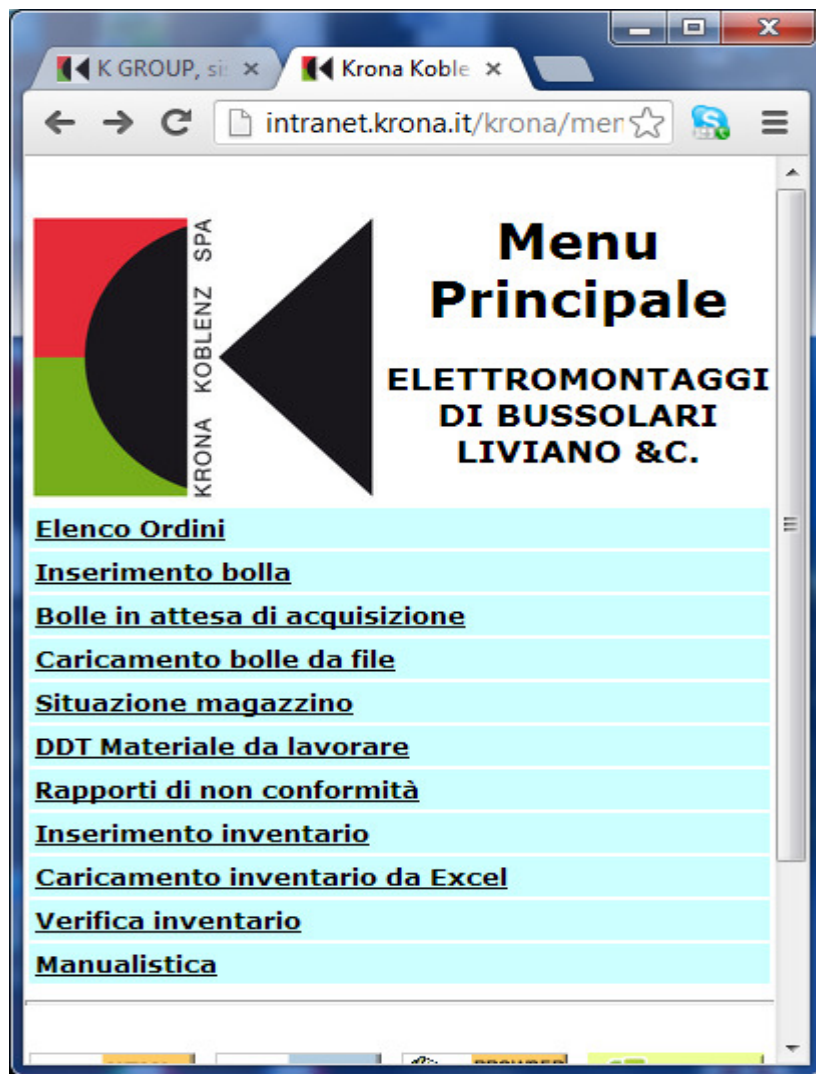 K GROUP, si
Krona Koble
intranet.krona.it/krona/mer
KRONA KOBLENZ SPA
Menu
Principale
ELETTROMONTAGGI
DI BUSSOLARI
LIVIANO &C.
Elenco Ordini
Inserimento bolla
Bolle in attesa di acquisizione
Caricamento bolle da file
Situazione magazzino
DDT Materiale da lavorare
Rapporti di non conformità
Inserimento inventario
Caricamento inventario da Excel
Verifica inventario
Manualistica